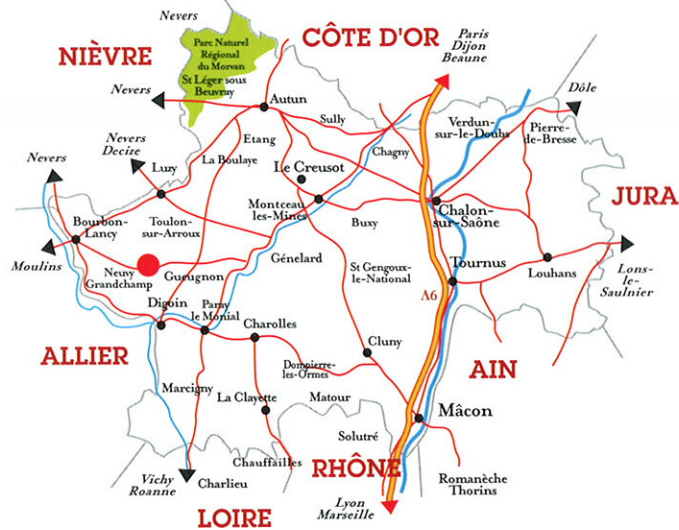 Nevers
CÔTE D'OR
Paris
Dijon
Beaune
Parc Naturel
Régional
du Morvan
St Léger sous
Beuvray
NIÈVRE
Nevers
Autun
Sully
Verdun-
sur-le-Doubs
Dôle
Pierre-
de-Bresse
Nevers
Decize
Etang
Chagny
Nevers
Luzy
La Boulaye
Le Creusot
JURA
Montceau
les-Mines
Bourbon-
Lancy
Toulon-
sur-Arroux
Buxy
Chalon-
sur-Saône
Moulins
Neuvy
Grandchamp
Gueugnon
Génelard
St Gengoux-
le-National
Tournus
Louhans
Lons-
le-
Saulnier
Digoin
Paray
le Monial
Charolles
A6
ALLIER
Cluny
AIN
Dompierre-
les-Ormes
Marcigny
La Clayette
Matour
Mâcon
Solutré
Chauffailles
RHÔNE
Romanèche
Thorins
Vichy
Roanne
Charlieu
LOIRE
Lyon
Marseille